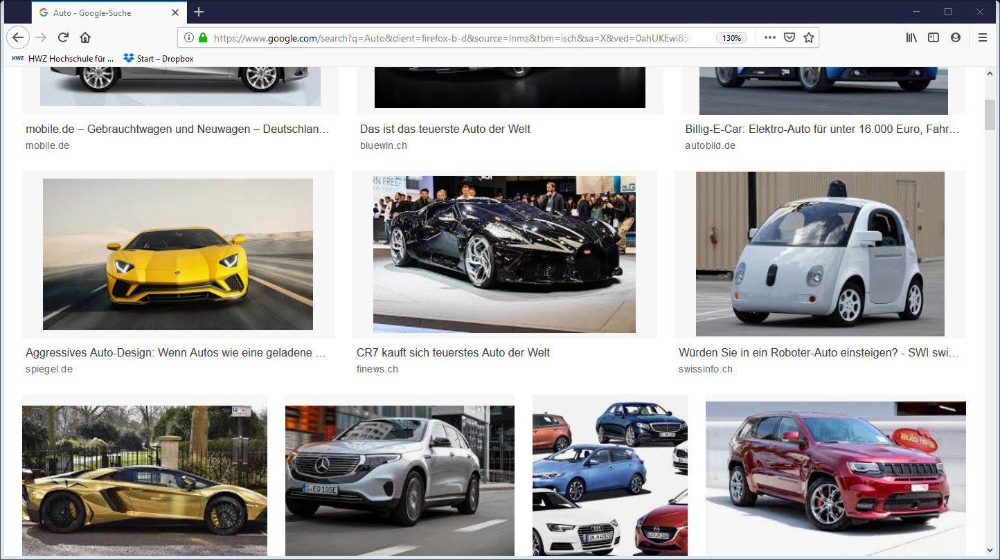 Auto - Google-Suche
https://www.google.com/search?q=Auto&client=firefox-b-d&source=lnms&tbm=isch&sa=X&ved=0ahUKEwi85
130%
HWZ HWZ Hochschule für ...
Start – Dropbox
mobile.de – Gebrauchtwagen und Neuwagen – Deutschlan...
mobile.de
Das ist das teuerste Auto der Welt
bluewin.ch
Billig-E-Car: Elektro-Auto für unter 16.000 Euro, Fahr...
autobild.de
Aggressives Auto-Design: Wenn Autos wie eine geladene ...
spiegel.de
CR7 kauft sich teuerstes Auto der Welt
finews.ch
Würden Sie in ein Roboter-Auto einsteigen? - SWI swi...
swissinfo.ch
S-EQ 105E